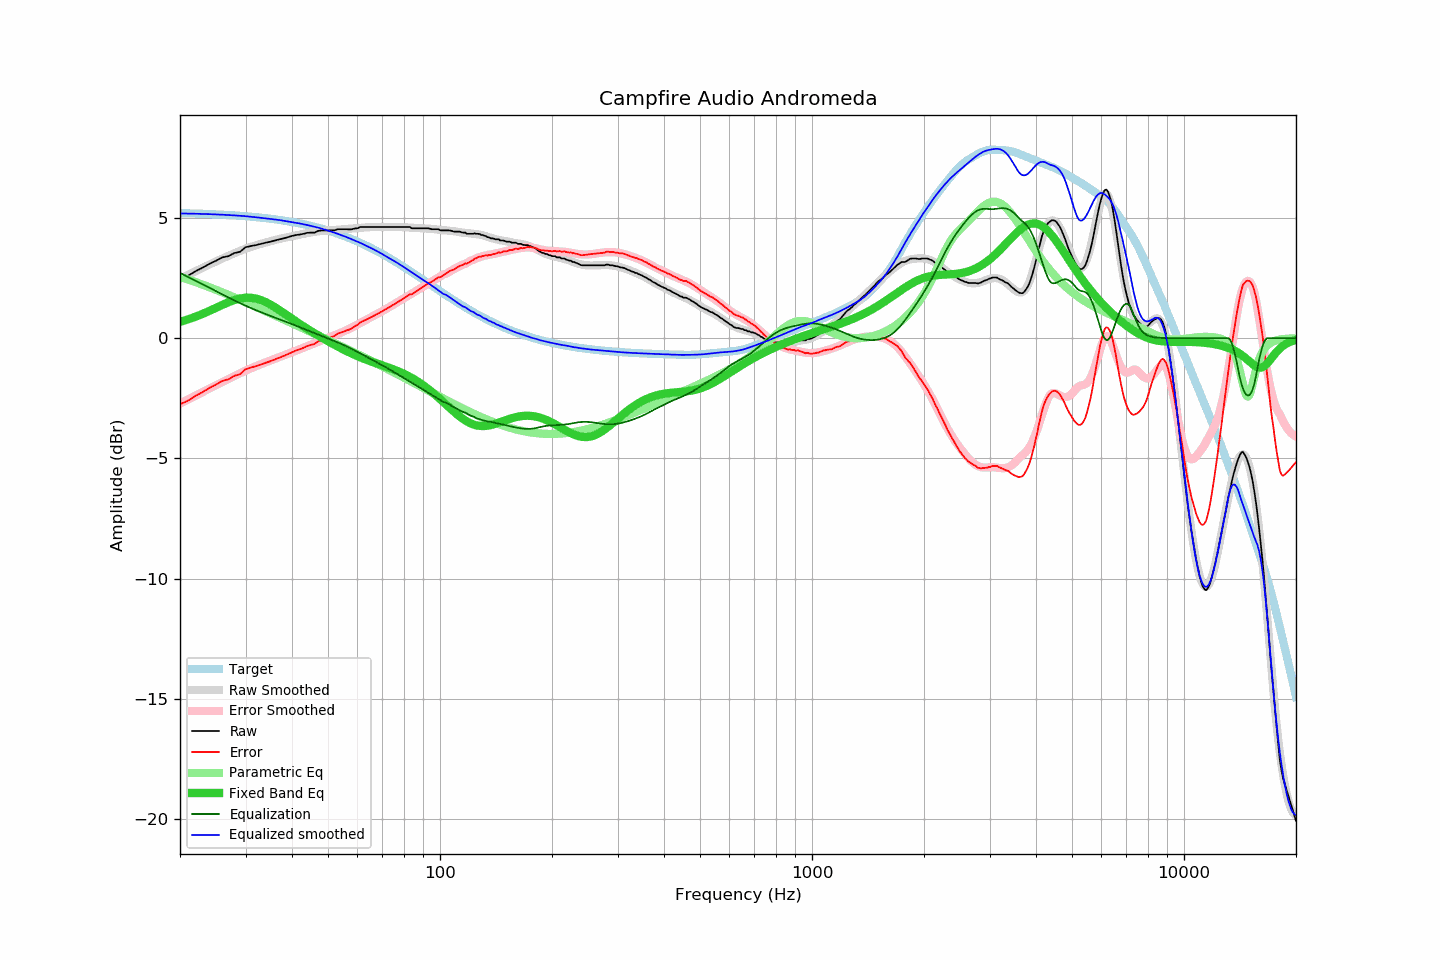 Campfire Audio Andromeda
Amplitude (dBr)
5
0
−5
−10
−15
−20
Target
Raw Smoothed
Error Smoothed
Raw
Error
Parametric Eq
Fixed Band Eq
Equalization
Equalized smoothed
100
1000
10000
Frequency (Hz)